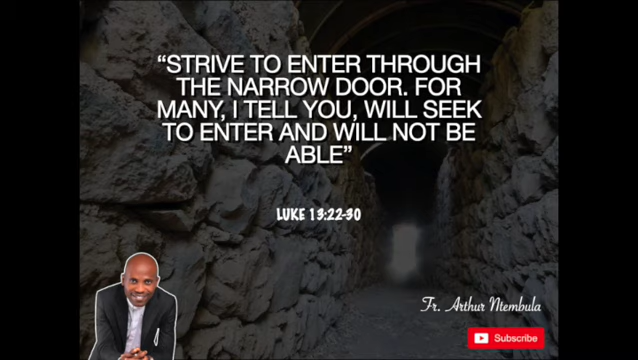 “STRIVE TO ENTER THROUGH
THE NARROW DOOR. FOR
MANY, I TELL YOU, WILL SEEK
TO ENTER AND WILL NOT BE
ABLE”
LUKE 13:22-30
Fr. Arthur Ntembula
Subscribe